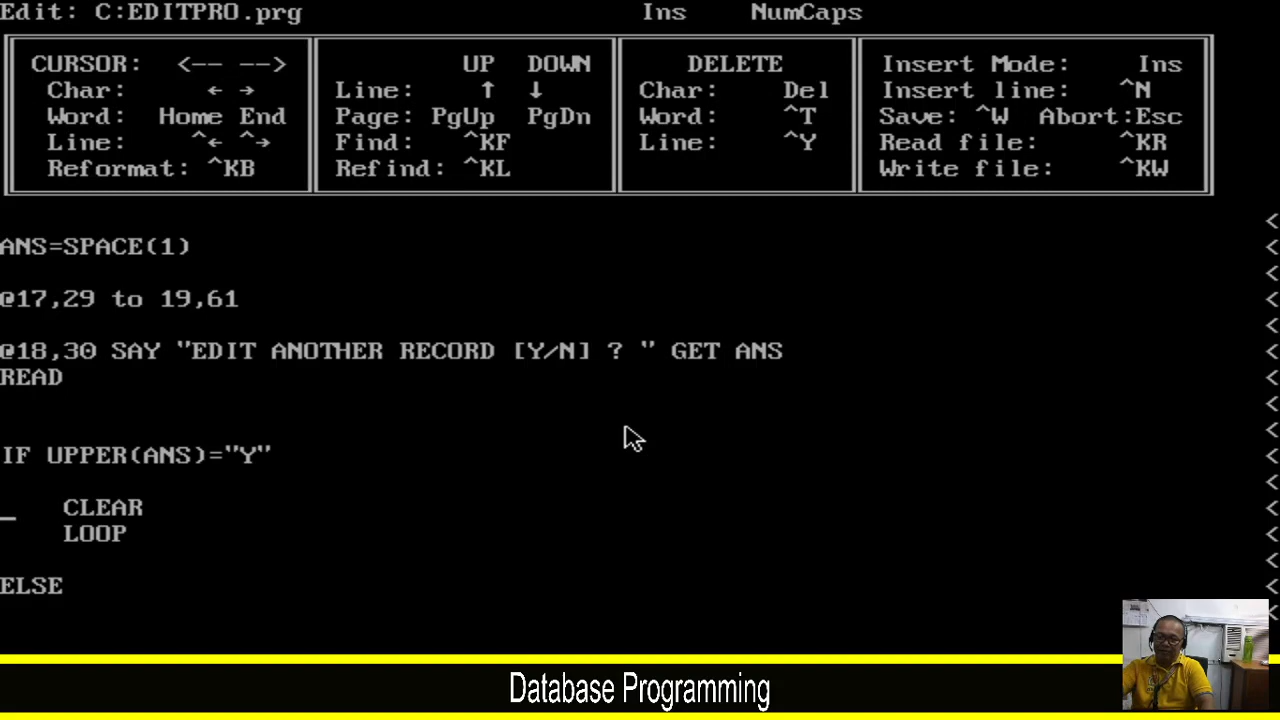 Edit: C:EDITPRO.prg Ins NumCaps
CURSOR: <-- --> UP DOWN DELETE Insert Mode: Ins
Char: ← → Line: ↑ ↓ Char: Del Insert line: ^N
Word: Home End Page: PgUp PgDn Word: ^T Save: ^W Abort:Esc
Line: ^← ^→ Find: ^KF Line: ^Y Read file: ^KR
Reformat: ^KB Refind: ^KL Write file: ^KW
<
ANS=SPACE(1) <
<
@17,29 to 19,61 <
<
@18,30 SAY "EDIT ANOTHER RECORD [Y/N] ? " GET ANS <
READ <
<
<
IF UPPER(ANS)="Y" <
<
_ CLEAR <
LOOP <
<
ELSE <
<
Database Programming